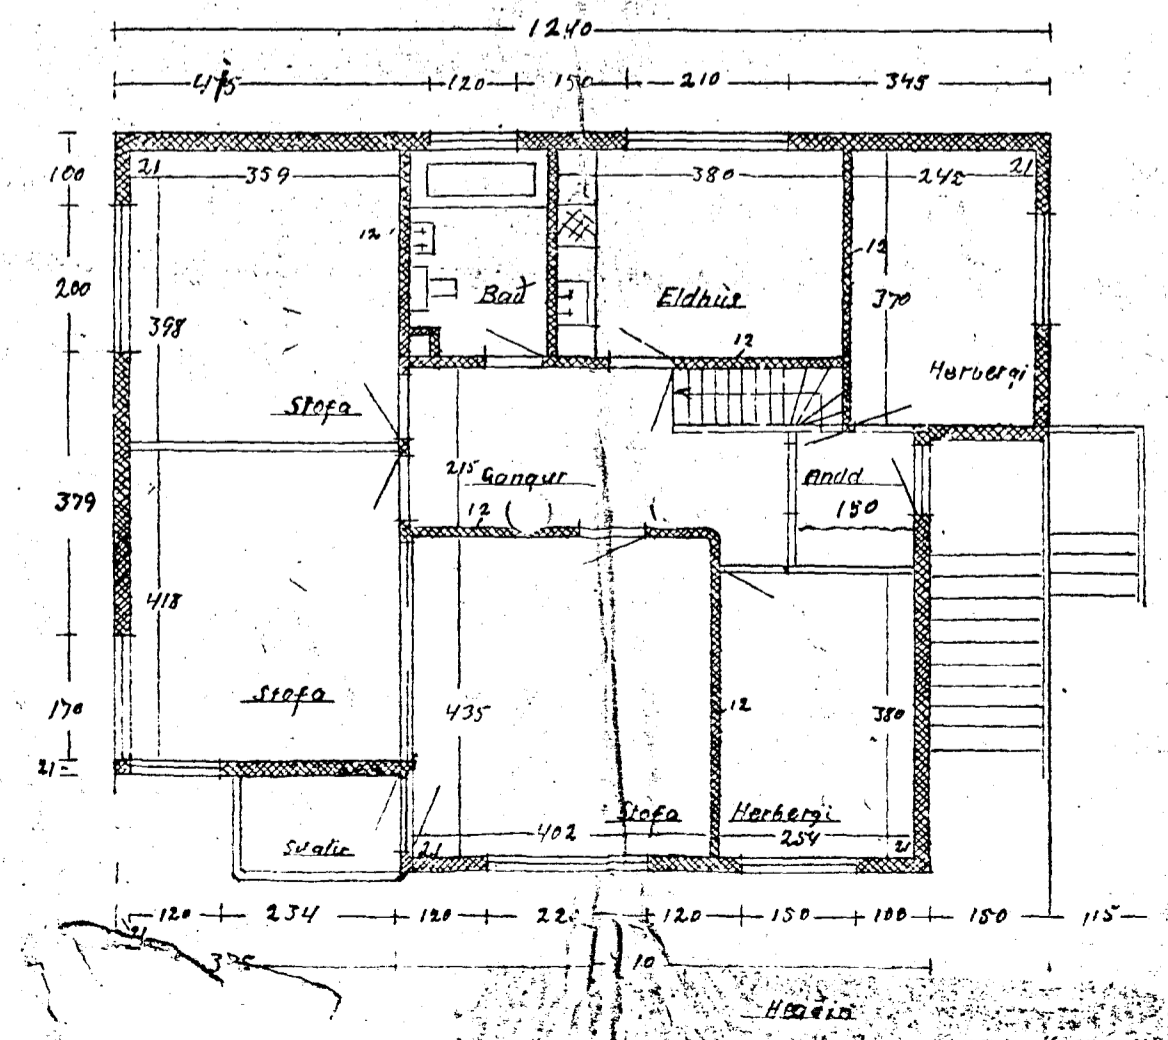 1240
120 150 210 345
100 21 359 380 242 21
12 12
200 Bað Eldhús 370
398 12
Herbergi
Stofa
215 Gangur Andd
379 12 150
418
Stofa
170 435 12 380
21
Stofa Herbergi
402 254
Svalir 21 21
120 234 120 120 150 100 150 115
21